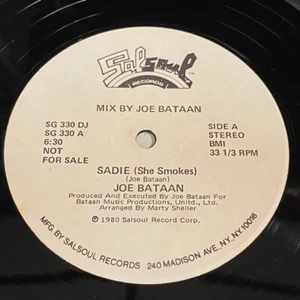 Salsoul
RECORDS
MIX BY JOE BATAAN
SG 330 DJ
SG 330 A
6:30
NOT
FOR SALE
SIDE A
STEREO
BMI
33 1/3 RPM
SADIE (She Smokes)
(Joe Bataan)
JOE BATAAN
Produced And Executed By Joe Bataan For
Bataan Music Productions, Unltd., Ltd.
Arranged By Marty Sheller
℗ 1980 Salsoul Record Corp.
MFG. BY SALSOUL RECORDS 240 MADISON AVE. NY, NY 10016